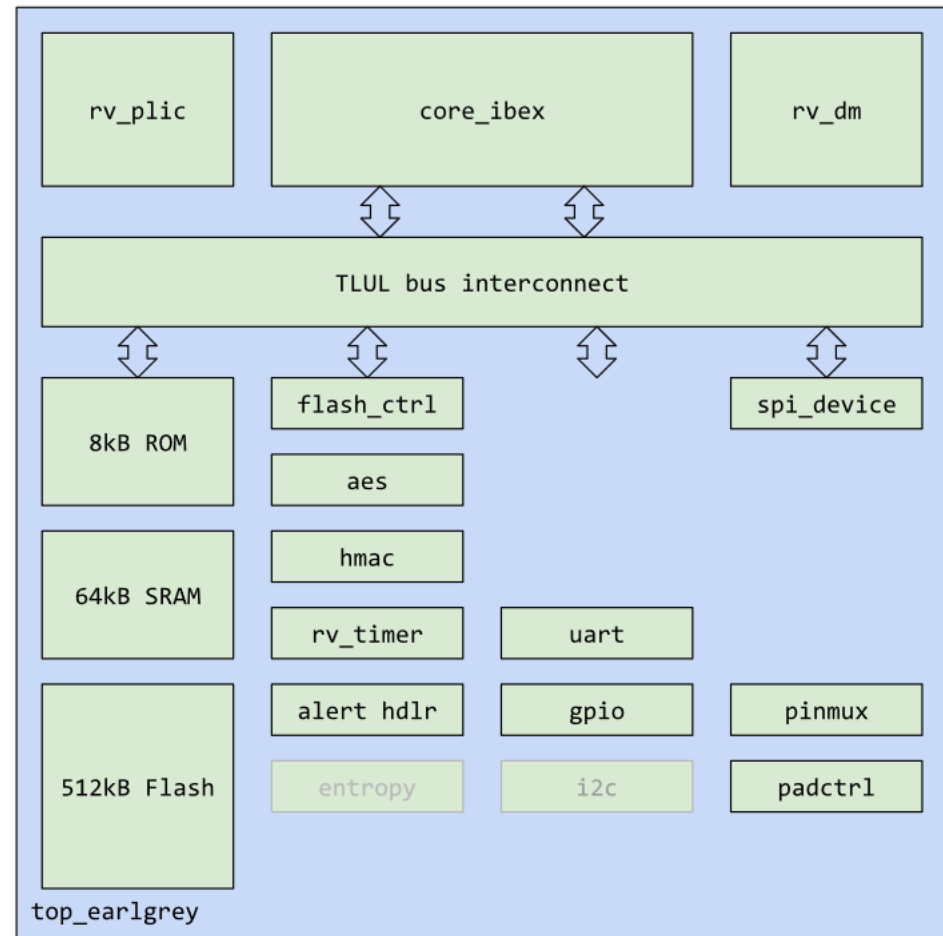 rv_plic
core_ibex
rv_dm
TLUL bus interconnect
flash_ctrl
spi_device
8kB ROM
aes
hmac
64kB SRAM
rv_timer
uart
alert hdlr
gpio
pinmux
512kB Flash
entropy
i2c
padctrl
top_earlgrey